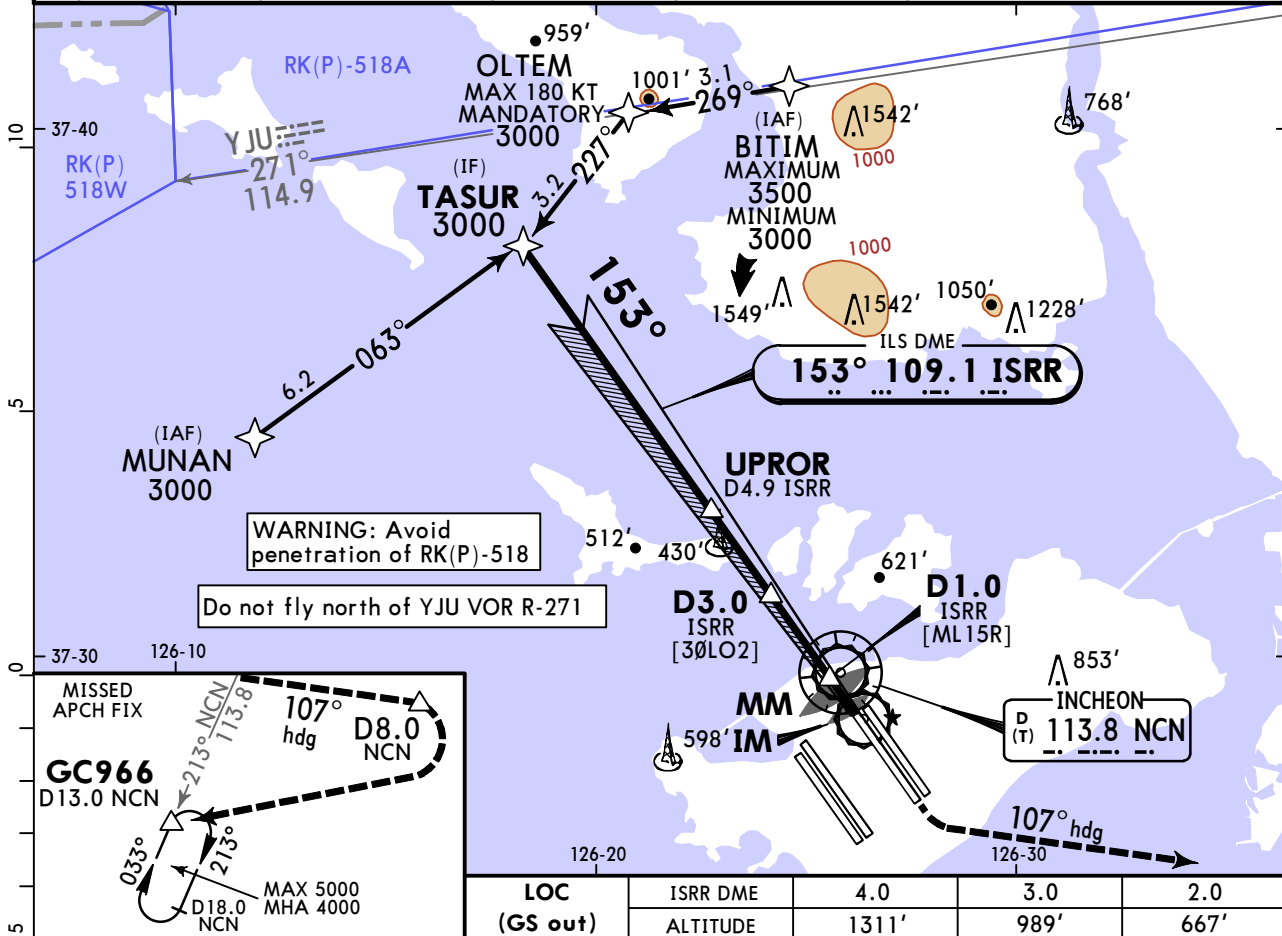 959'
RK(P)-518A
OLTEM
MAX 180 KT
MANDATORY
3000
1001'
3.1
269°
(IAF)
BITIM
MAXIMUM
3500
MINIMUM
3000
1542'
1000
768'
10
37-40
YJU
271°
114.9
RK(P)
518W
(IF)
TASUR
3000
3.2
227°
153°
1000
1549'
1542'
1050'
1228'
ILS DME
153° 109.1 ISRR
063°
6.2
5
(IAF)
MUNAN
3000
UPROR
D4.9 ISRR
WARNING: Avoid
penetration of RK(P)-518
512'
430'
621'
Do not fly north of YJU VOR R-271
D3.0
ISRR
[3ØLO2]
D1.0
ISRR
[ML15R]
0
37-30
126-10
853'
INCHEON
D
(T)
113.8 NCN
MM
IM
598'
MISSED
APCH FIX
213° NCN
113.8
107°
hdg
D8.0
NCN
GC966
D13.0 NCN
033°
213°
MAX 5000
MHA 4000
D18.0
NCN
107° hdg
126-20
126-30
5
LOC
(GS out)
ISRR DME 4.0 3.0 2.0
ALTITUDE 1311' 989' 667'